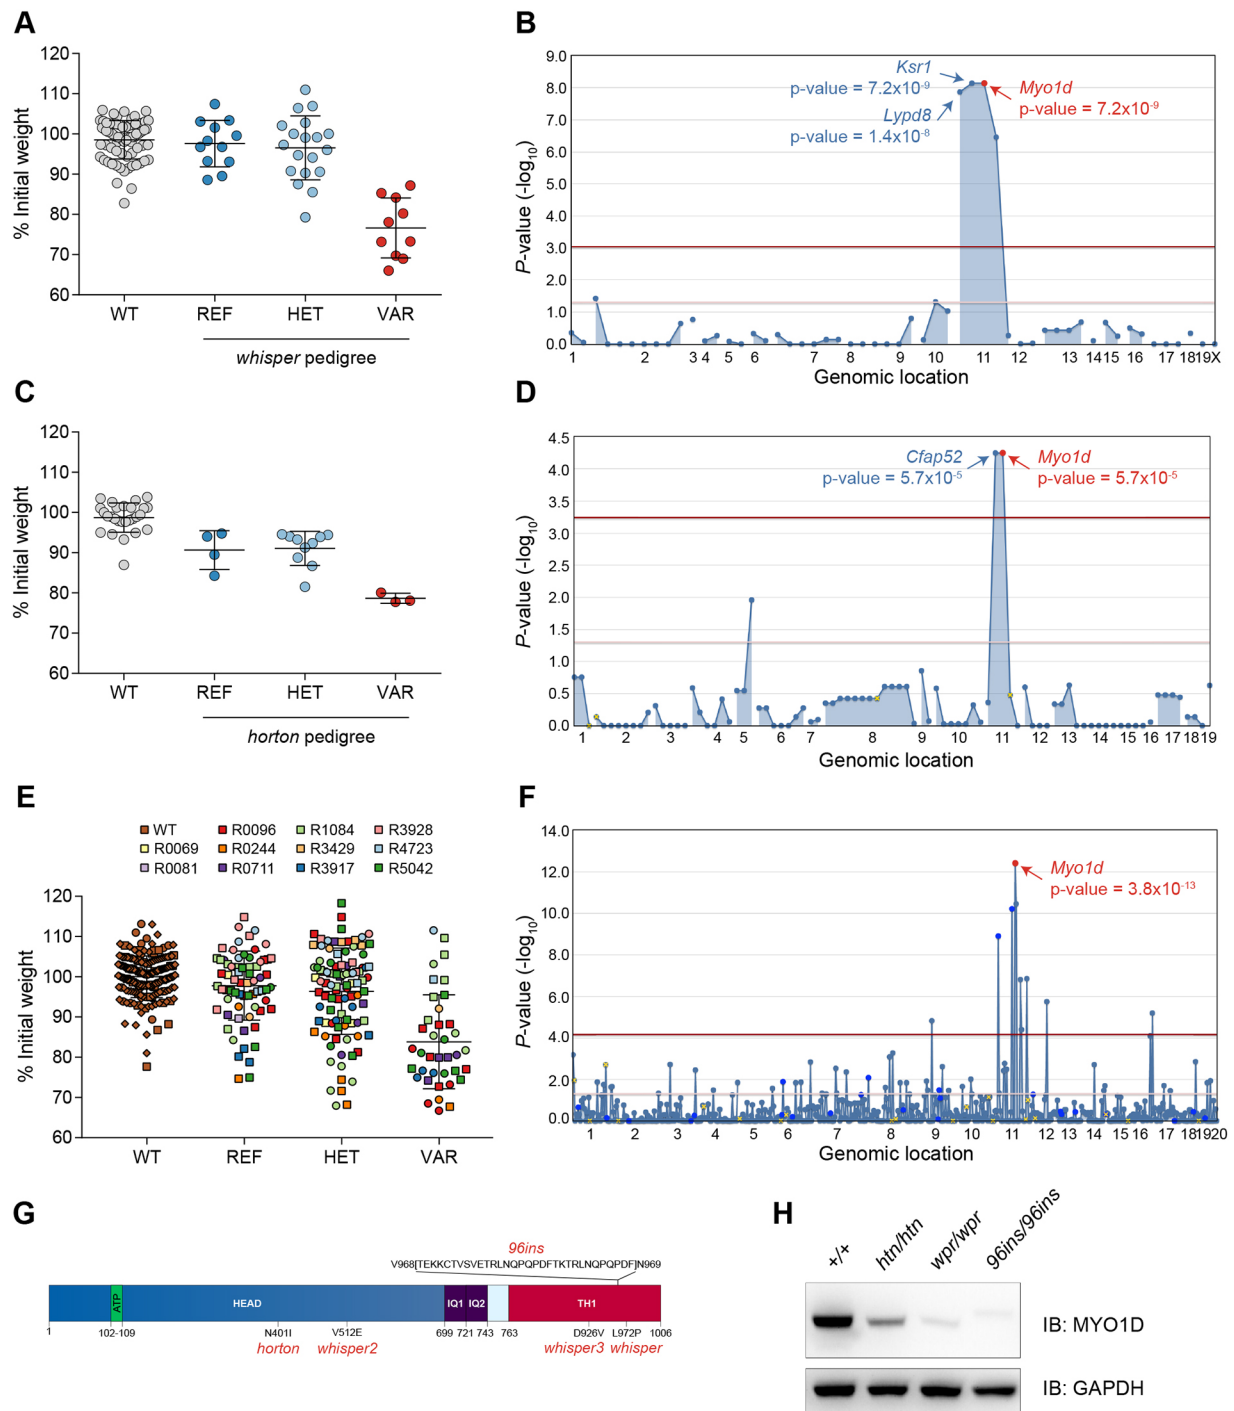 A
120
110
100
90
80
70
60
% Initial weight
WT REF HET VAR
whisper pedigree
B
9.0
8.0
7.0
6.0
5.0
4.0
3.0
2.0
1.0
0.0
P-value (-log10)
Ksr1
p-value = 7.2x10-9
Lypd8
p-value = 1.4x10-8
Myo1d
p-value = 7.2x10-9
1 2 3 4 5 6 7 8 9 10 11 12 13 14 15 16 17 18 19X
Genomic location
C
120
110
100
90
80
70
60
% Initial weight
WT REF HET VAR
horton pedigree
D
4.5
4.0
3.5
3.0
2.5
2.0
1.5
1.0
0.5
0.0
P-value (-log10)
Cfap52
p-value = 5.7x10-5
Myo1d
p-value = 5.7x10-5
1 2 3 4 5 6 7 8 9 10 11 12 13 14 15 16 17 18 19
Genomic location
E
WT R0096 R1084 R3928
R0069 R0244 R3429 R4723
R0081 R0711 R3917 R5042
120
110
100
90
80
70
60
% Initial weight
WT REF HET VAR
F
14.0
12.0
10.0
8.0
6.0
4.0
2.0
0.0
P-value (-log10)
Myo1d
p-value = 3.8x10-13
1 2 3 4 5 6 7 8 9 10 11 12 13 14 15 16 17 18 19 20
Genomic location
G
96ins
V968[TEKKCTVSVETRLNQPQPDFTKTRLNQPQPDF]N969
ATP HEAD IQ1 IQ2 TH1
1 102-109 N401I V512E 699 721 743 763 D926V L972P 1006
horton whisper2 whisper3 whisper
H
+/+ htn/htn wpr/wpr 96ins/96ins
IB: MYO1D
IB: GAPDH